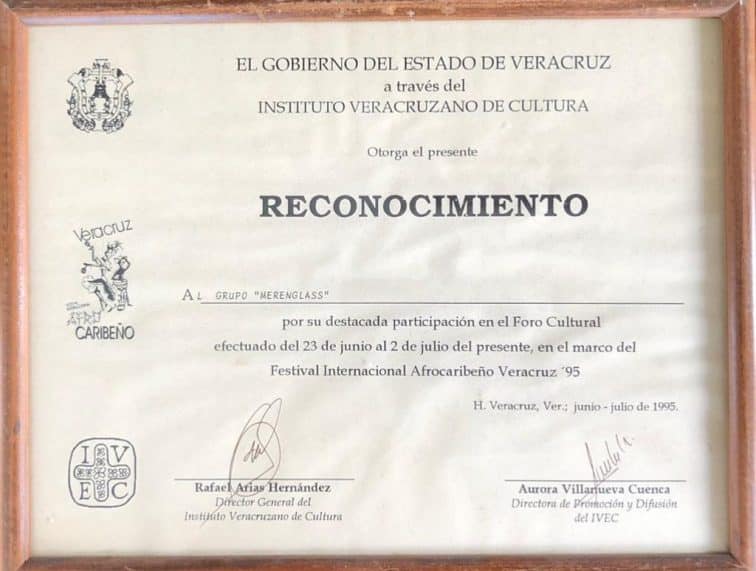 EL GOBIERNO DEL ESTADO DE VERACRUZ
a través del
INSTITUTO VERACRUZANO DE CULTURA
Otorga el presente
RECONOCIMIENTO
Veracruz
CARIBEÑO
AL GRUPO "MERENGLASS"
por su destacada participación en el Foro Cultural
efectuado del 23 de junio al 2 de julio del presente, en el marco del
Festival Internacional Afrocaribeño Veracruz ´95
H. Veracruz, Ver.; junio - julio de 1995.
I V
E C
Rafael Arias Hernández
Director General del
Instituto Veracruzano de Cultura
Aurora Villanueva Cuenca
Directora de Promoción y Difusión
del IVEC